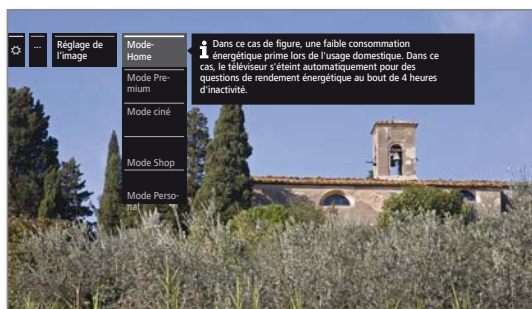 ...
Réglage de
l'image
Mode-
Home
Mode Pre-
mium
Mode ciné
Mode Shop
Mode Perso-
nal
Dans ce cas de figure, une faible consommation
énergétique prime lors de l'usage domestique. Dans ce
cas, le téléviseur s'éteint automatiquement pour des
questions de rendement énergétique au bout de 4 heures
d'inactivité.